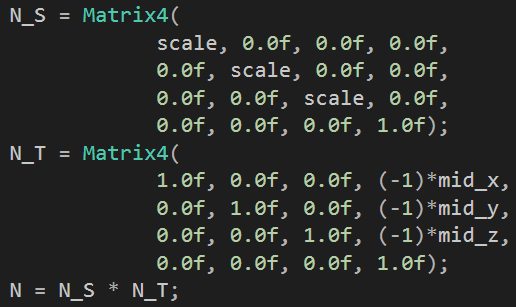 N_S = Matrix4(
scale, 0.0f, 0.0f, 0.0f,
0.0f, scale, 0.0f, 0.0f,
0.0f, 0.0f, scale, 0.0f,
0.0f, 0.0f, 0.0f, 1.0f);
N_T = Matrix4(
1.0f, 0.0f, 0.0f, (-1)*mid_x,
0.0f, 1.0f, 0.0f, (-1)*mid_y,
0.0f, 0.0f, 1.0f, (-1)*mid_z,
0.0f, 0.0f, 0.0f, 1.0f);
N = N_S * N_T;